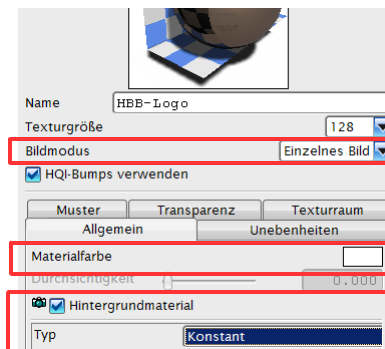 Name HBB-Logo
Texturgröße 128
Bildmodus Einzelnes Bild
HQI-Bumps verwenden
Muster Transparenz Texturraum
Allgemein Unebenheiten
Materialfarbe
Durchsichtigkeit 0.000
Hintergrundmaterial
Typ Konstant